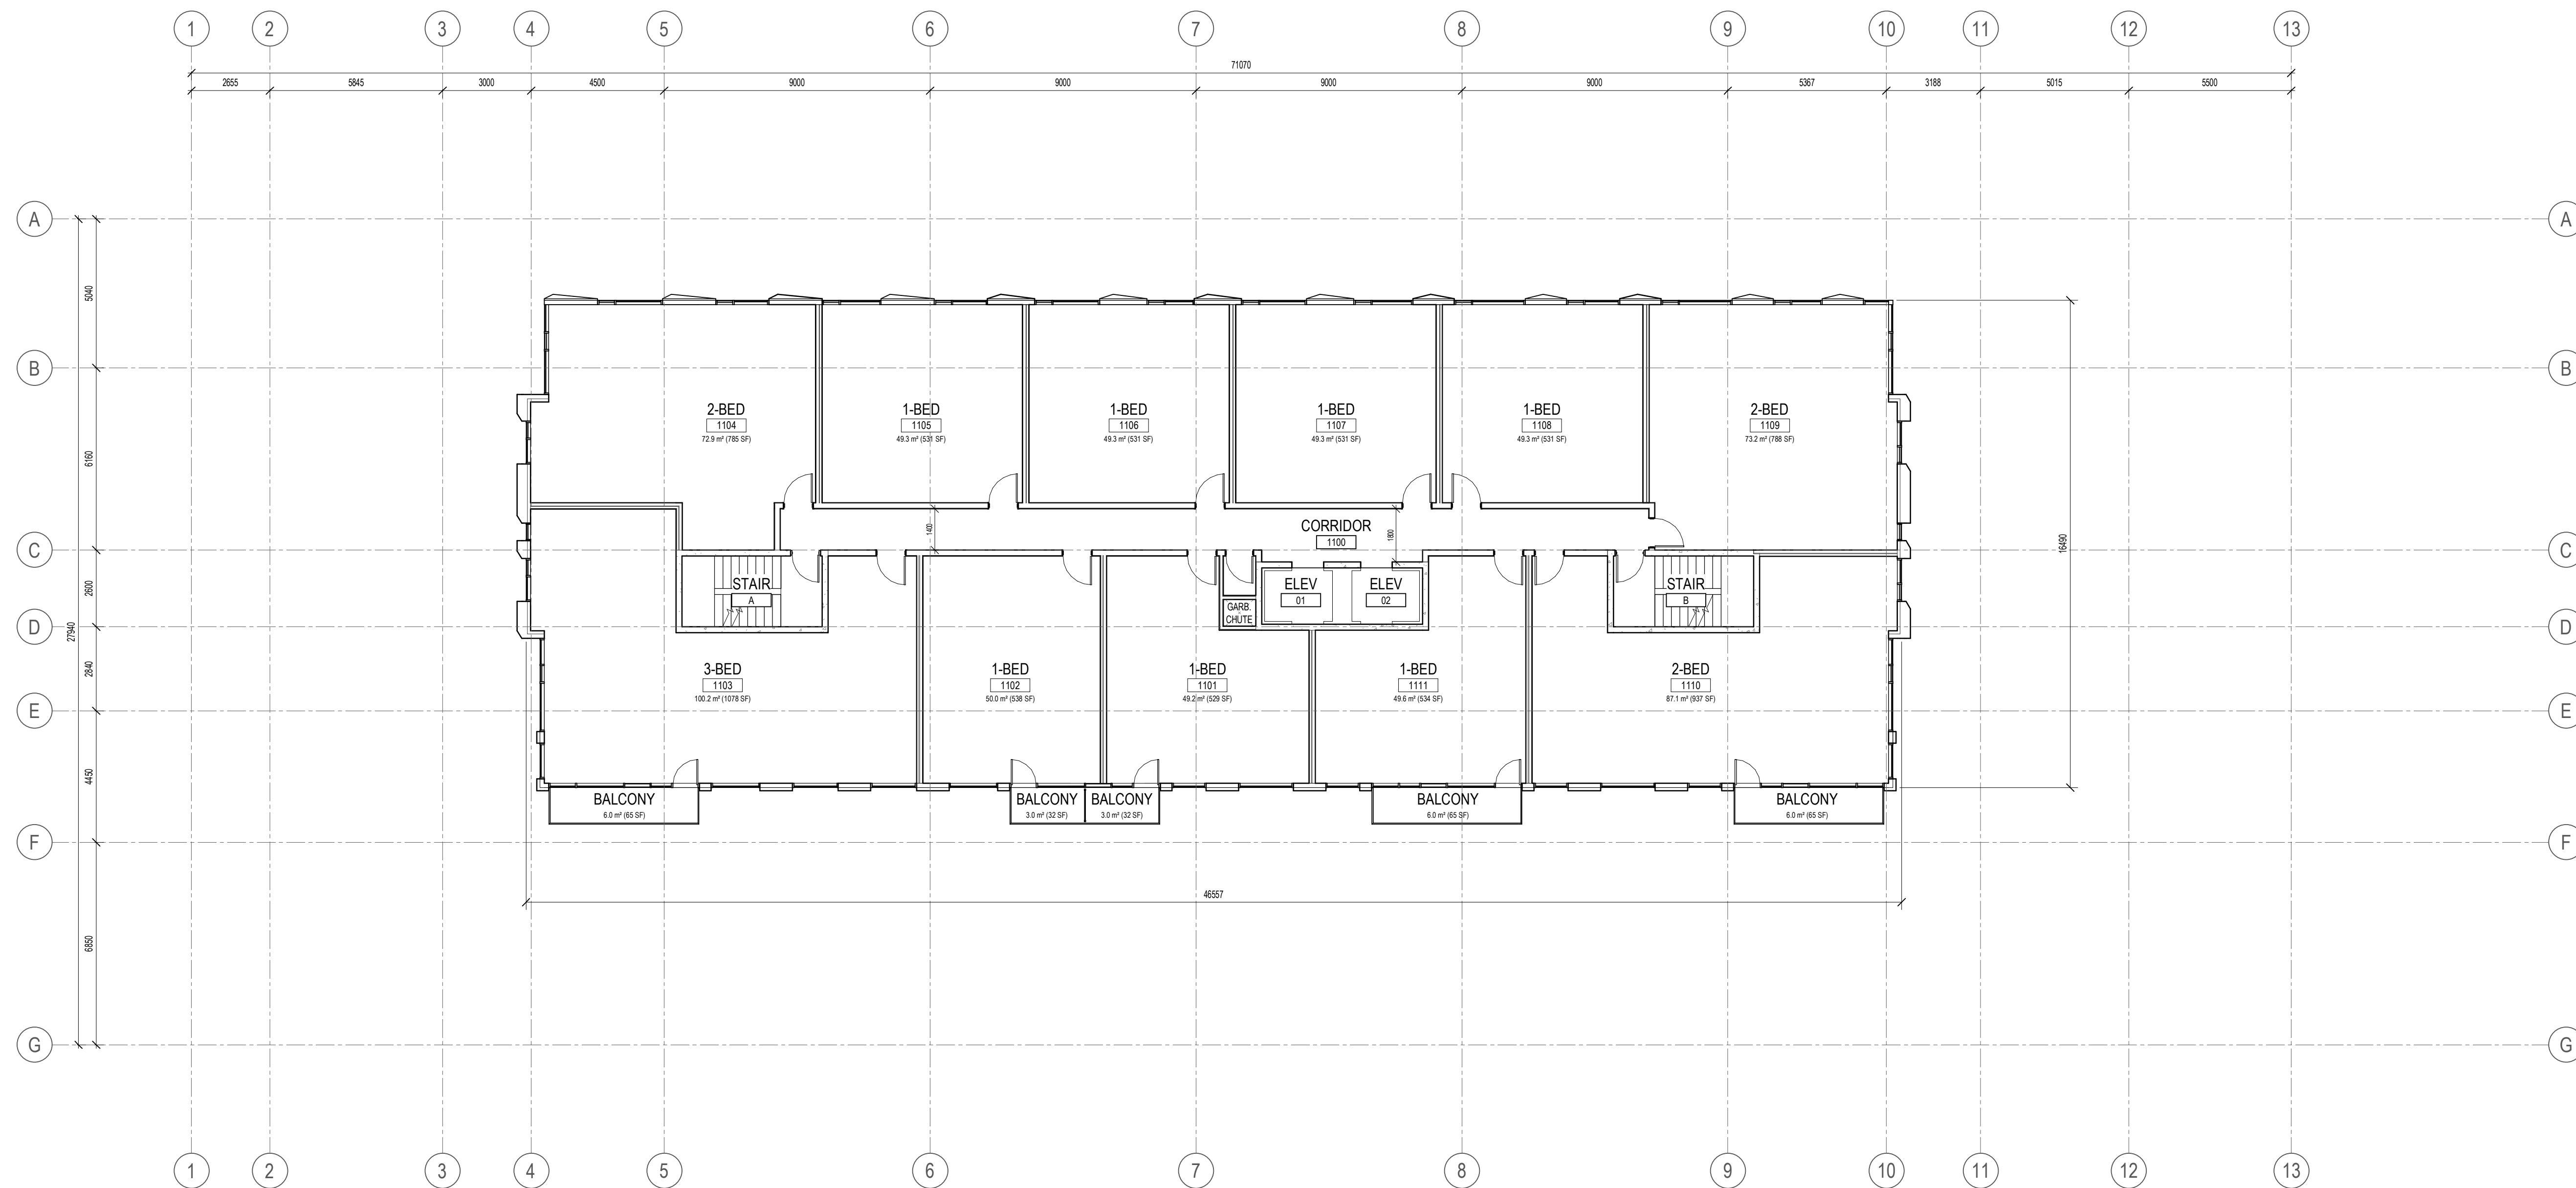 1 2 3 4 5 6 7 8 9 10 11 12 13
71070
2655 5845 3000 4500 9000 9000 9000 9000 5367 3188 5015 5500
A A
5040
B B
2-BED 1-BED 1-BED 1-BED 1-BED 2-BED
1104 1105 1106 1107 1108 1109
72.9 m² (785 SF) 49.3 m² (531 SF) 49.3 m² (531 SF) 49.3 m² (531 SF) 49.3 m² (531 SF) 73.2 m² (788 SF)
6160
CORRIDOR
1400 1100 1800
16490
C C
2600
STAIR ELEV ELEV STAIR
A 01 02 B
GARB.
CHUTE
D D
27940
2840
3-BED 1-BED 1-BED 1-BED 2-BED
1103 1102 1101 1111 1110
100.2 m² (1078 SF) 50.0 m² (538 SF) 49.2 m² (529 SF) 49.6 m² (534 SF) 87.1 m² (937 SF)
E E
4450
BALCONY BALCONY BALCONY BALCONY BALCONY
6.0 m² (65 SF) 3.0 m² (32 SF) 3.0 m² (32 SF) 6.0 m² (65 SF) 6.0 m² (65 SF)
F F
46557
6850
G G
1 2 3 4 5 6 7 8 9 10 11 12 13